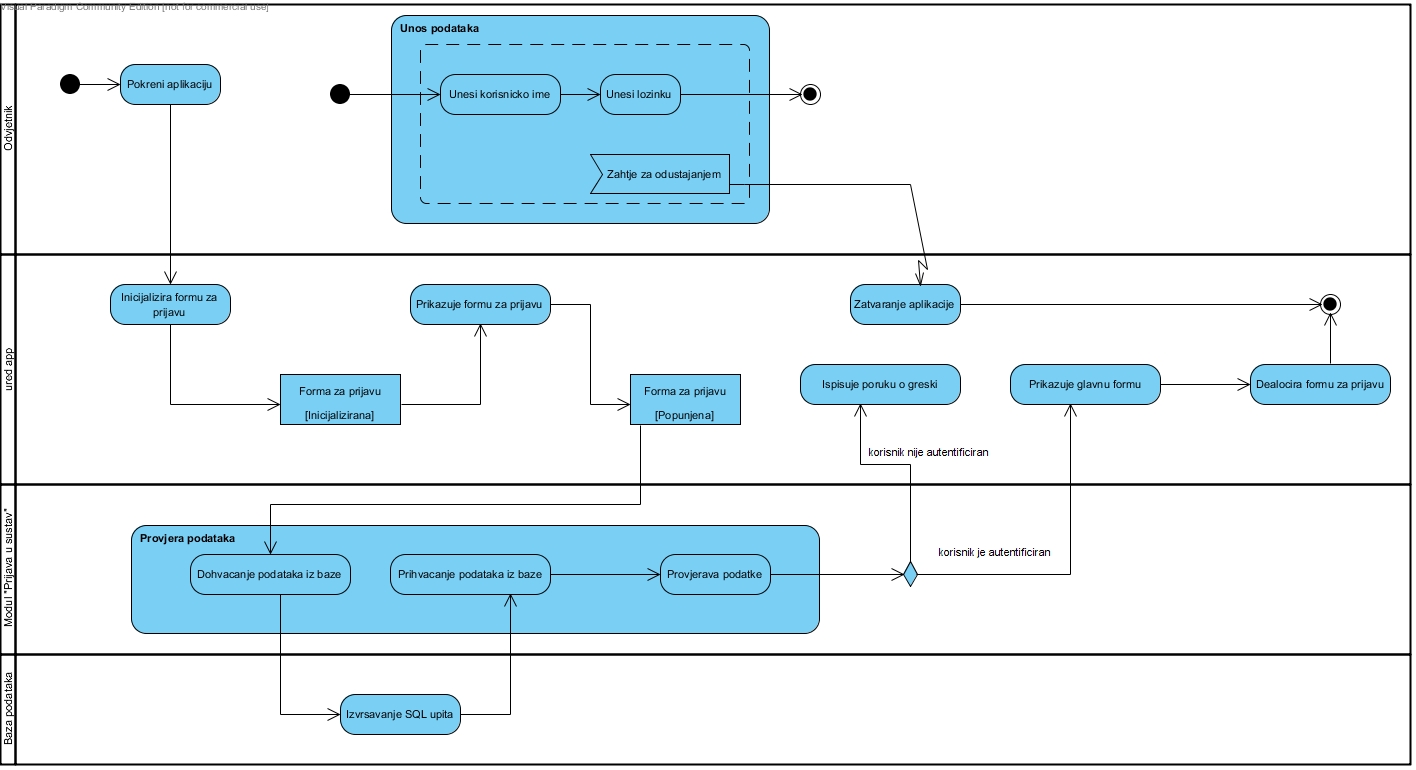 Visual Paradigm Community Edition [not for commercial use]
Odvjetnik
Pokreni aplikaciju
Unos podataka
Unesi korisnicko ime
Unesi lozinku
Zahtje za odustajanjem
ured app
Inicijalizira formu za
prijavu
Prikazuje formu za prijavu
Zatvaranje aplikacije
Forma za prijavu
[Inicijalizirana]
Forma za prijavu
[Popunjena]
Ispisuje poruku o greski
Prikazuje glavnu formu
Dealocira formu za prijavu
korisnik nije autentificiran
Modul "Prijava u sustav"
Provjera podataka
Dohvacanje podataka iz baze
Prihvacanje podataka iz baze
Provjerava podatke
korisnik je autentificiran
Baza podataka
Izvrsavanje SQL upita